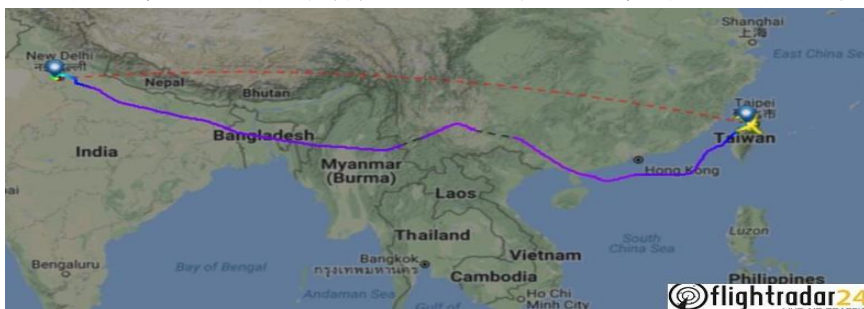 Shanghai
上海
East China Sea
New Delhi
Nepal
Bhutan
Taipei
Taiwan
Bangladesh
India
Myanmar
(Burma)
Hong Kong
Laos
Thailand
Luzon
South
China Sea
Bangkok
กรุงเทพมหานคร
Vietnam
Bengaluru
Bay of Bengal
Cambodia
Philippines
Andaman Sea
Gulf of
Ho Chi
Minh City
flightradar24